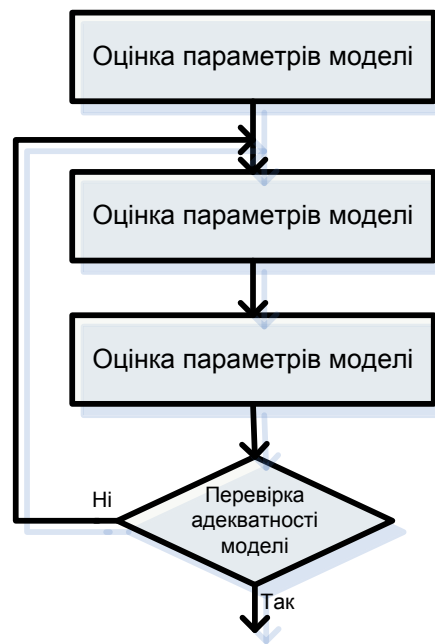 Оцінка параметрів моделі
Оцінка параметрів моделі
Оцінка параметрів моделі
Перевірка
адекватності
моделі
Ні
Так